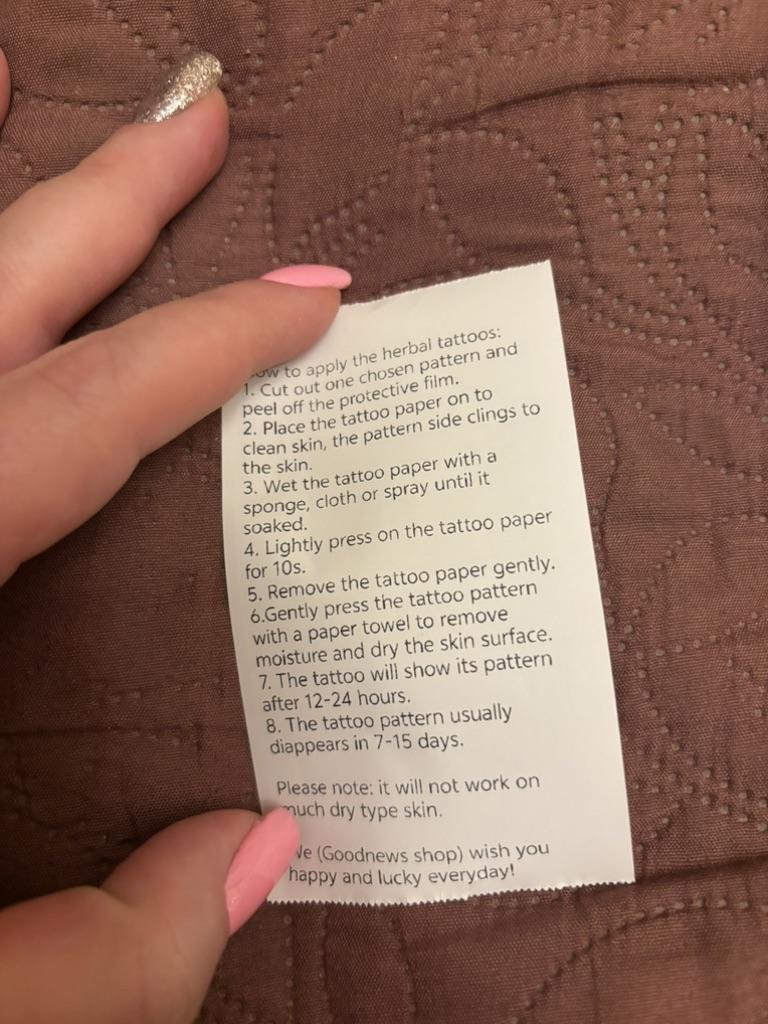 to apply the herbal tattoos:
1. Cut out one chosen pattern and
peel off the protective film.
2. Place the tattoo paper on to
clean skin, the pattern side clings to
the skin.
3. Wet the tattoo paper with a
sponge, cloth or spray until it
soaked.
4. Lightly press on the tattoo paper
for 10s.
5. Remove the tattoo paper gently.
6.Gently press the tattoo pattern
with a paper towel to remove
moisture and dry the skin surface.
7. The tattoo will show its pattern
after 12-24 hours.
8. The tattoo pattern usually
diappears in 7-15 days.
Please note: it will not work on
much dry type skin.
We (Goodnews shop) wish you
happy and lucky everyday!